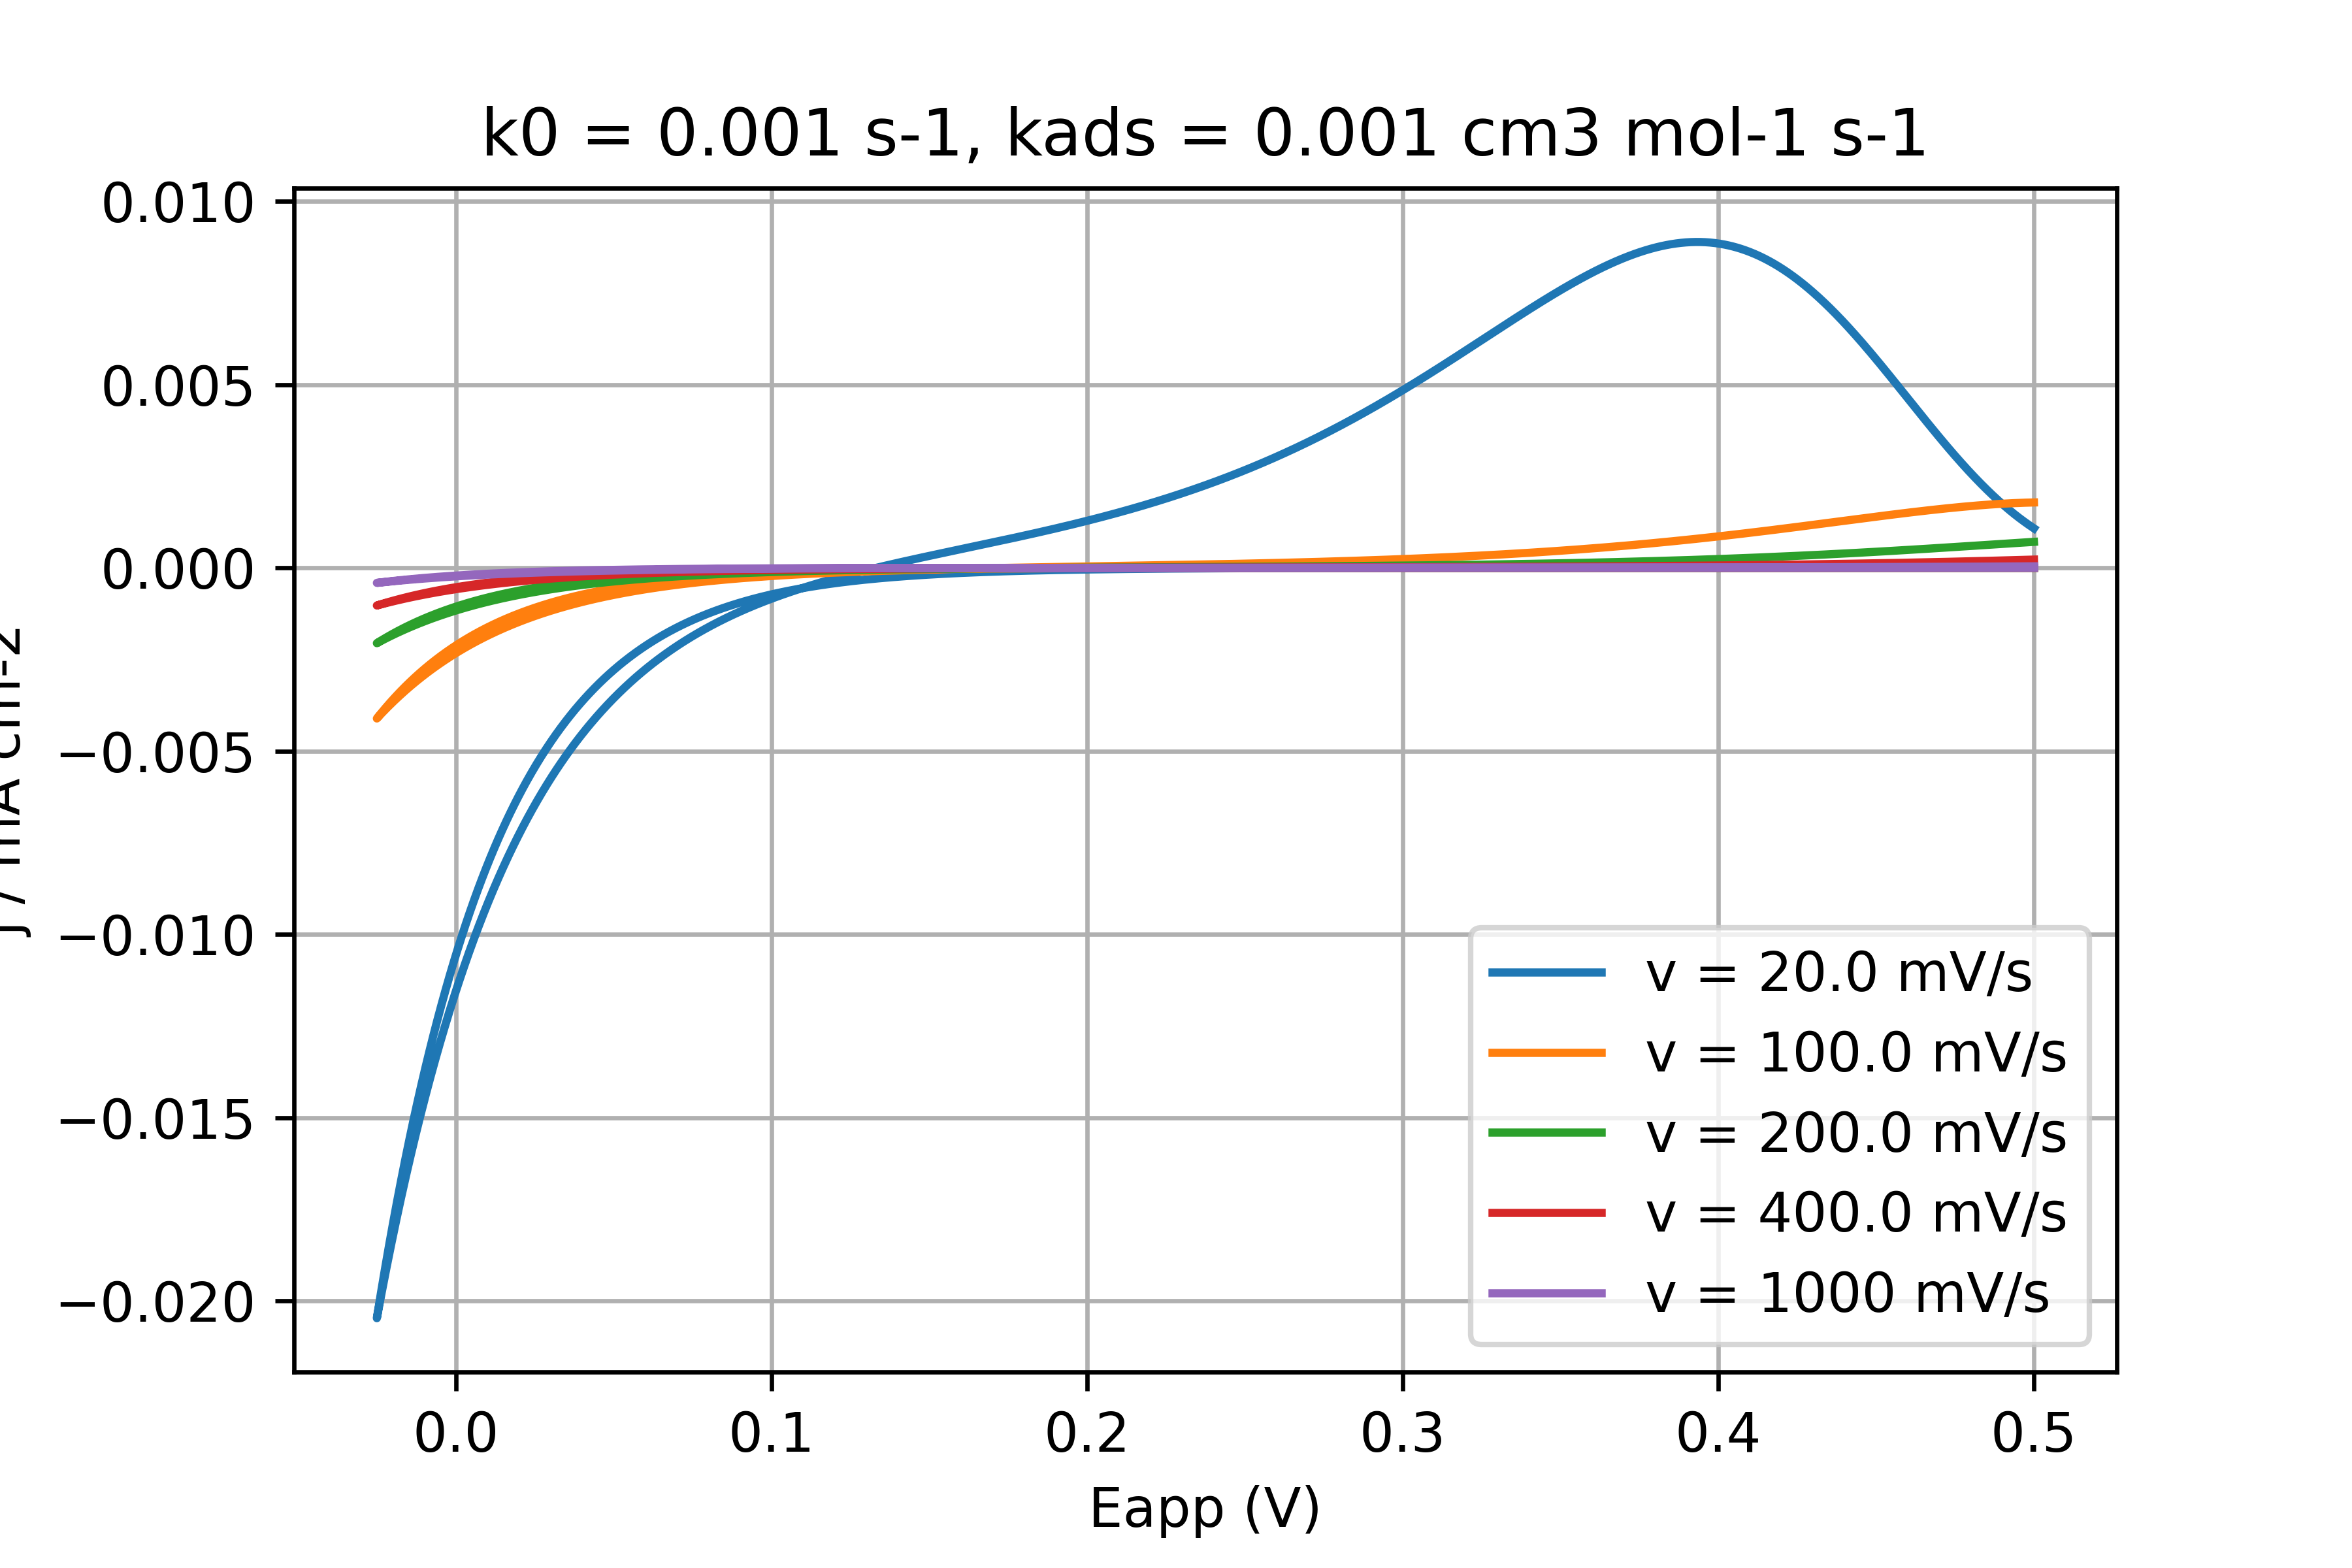 k0 = 0.001 s-1, kads = 0.001 cm3 mol-1 s-1
0.010
0.005
0.000
−0.005
−0.010
−0.015
−0.020
v = 20.0 mV/s
v = 100.0 mV/s
v = 200.0 mV/s
v = 400.0 mV/s
v = 1000 mV/s
0.0 0.1 0.2 0.3 0.4 0.5
Eapp (V)